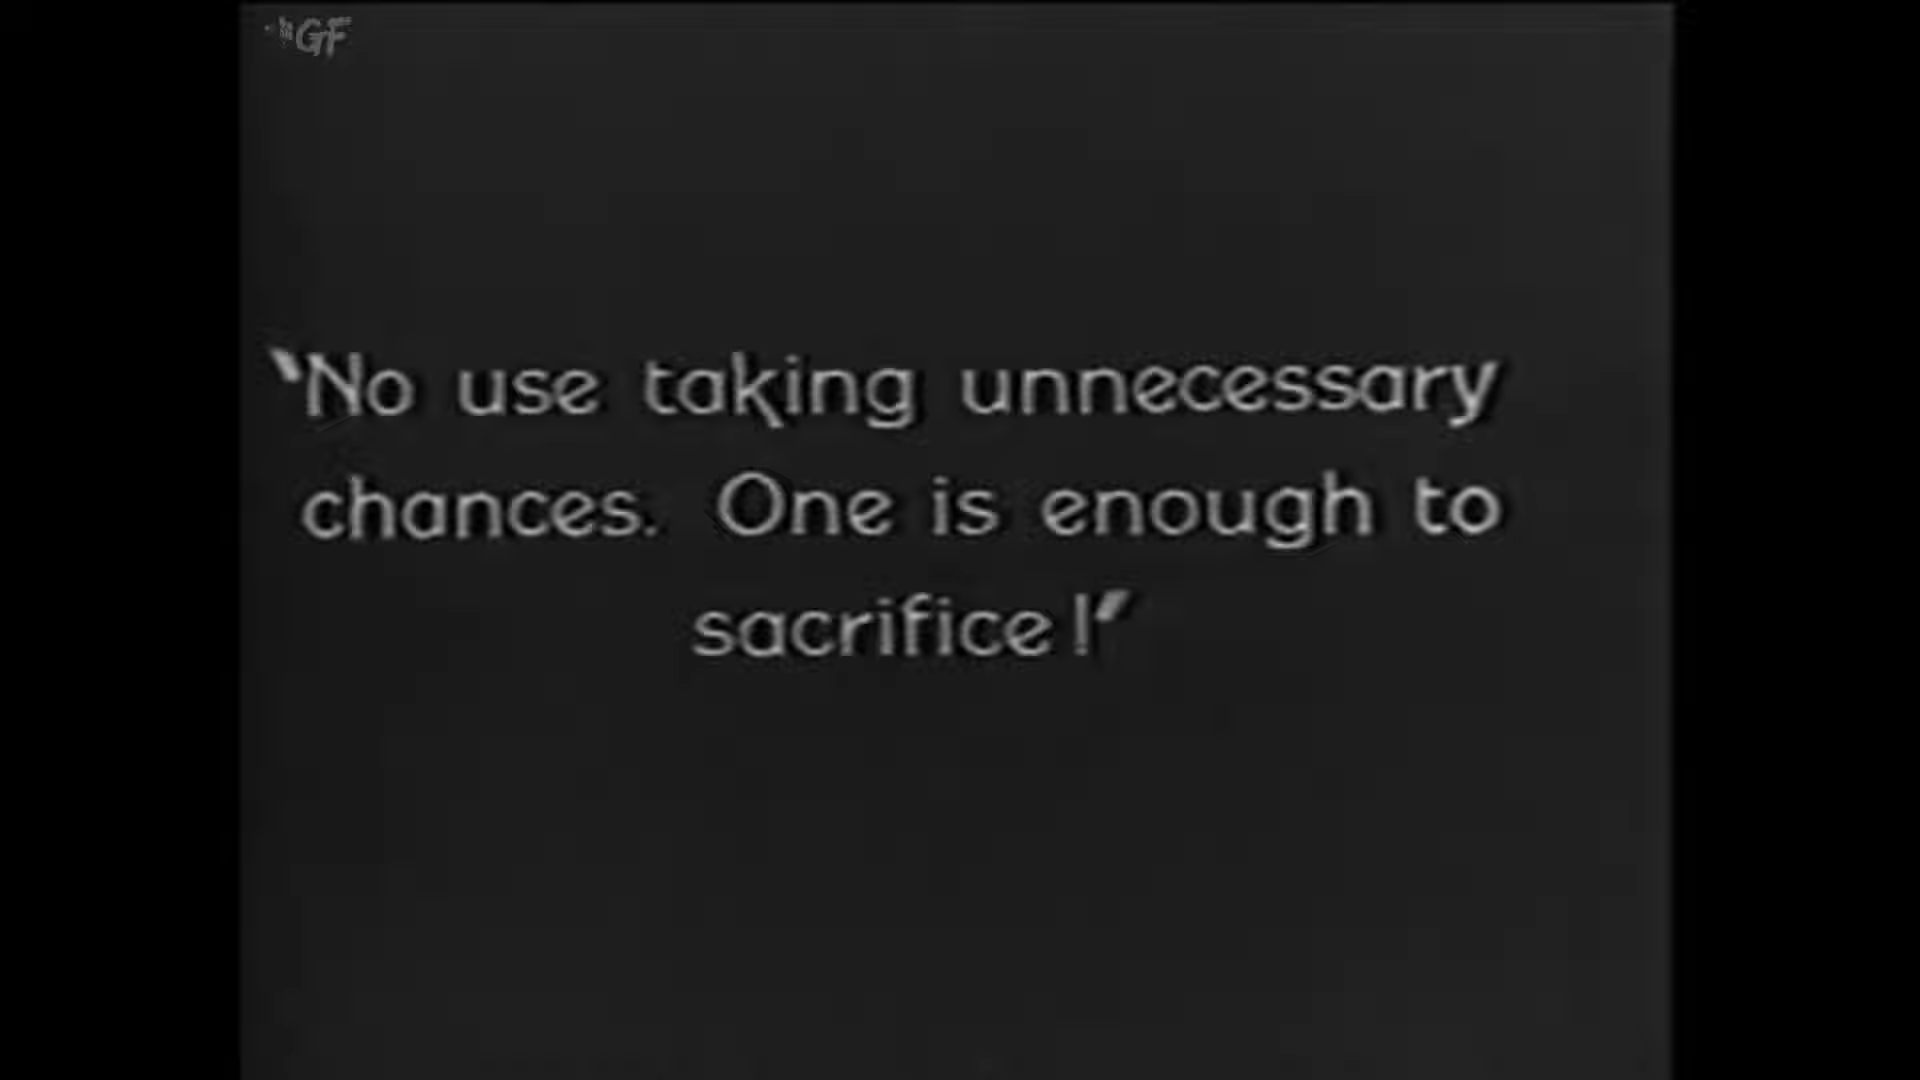 GF
"No use taking unnecessary
chances. One is enough to
sacrifice!"